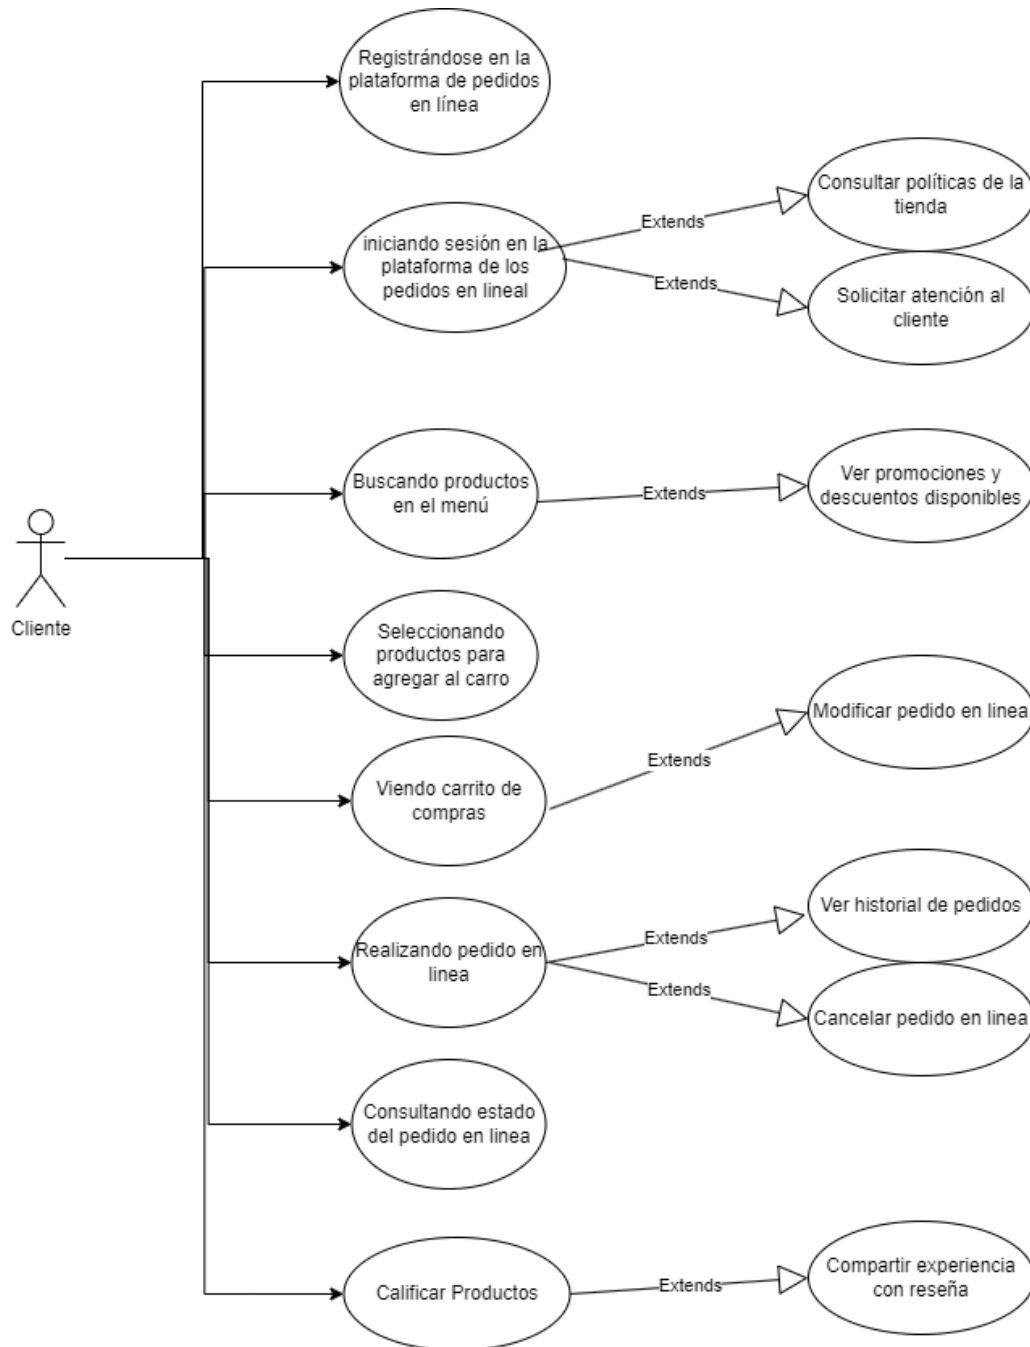 Registrándose en la
plataforma de pedidos
en línea
Consultar políticas de la
tienda
Extends
iniciando sesión en la
plataforma de los
pedidos en lineal
Extends
Solicitar atención al
cliente
Buscando productos
en el menú
Extends
Ver promociones y
descuentos disponibles
Cliente
Seleccionando
productos para
agregar al carro
Modificar pedido en linea
Extends
Viendo carrito de
compras
Ver historial de pedidos
Extends
Realizando pedido en
linea
Extends
Cancelar pedido en linea
Consultando estado
del pedido en linea
Calificar Productos
Extends
Compartir experiencia
con reseña